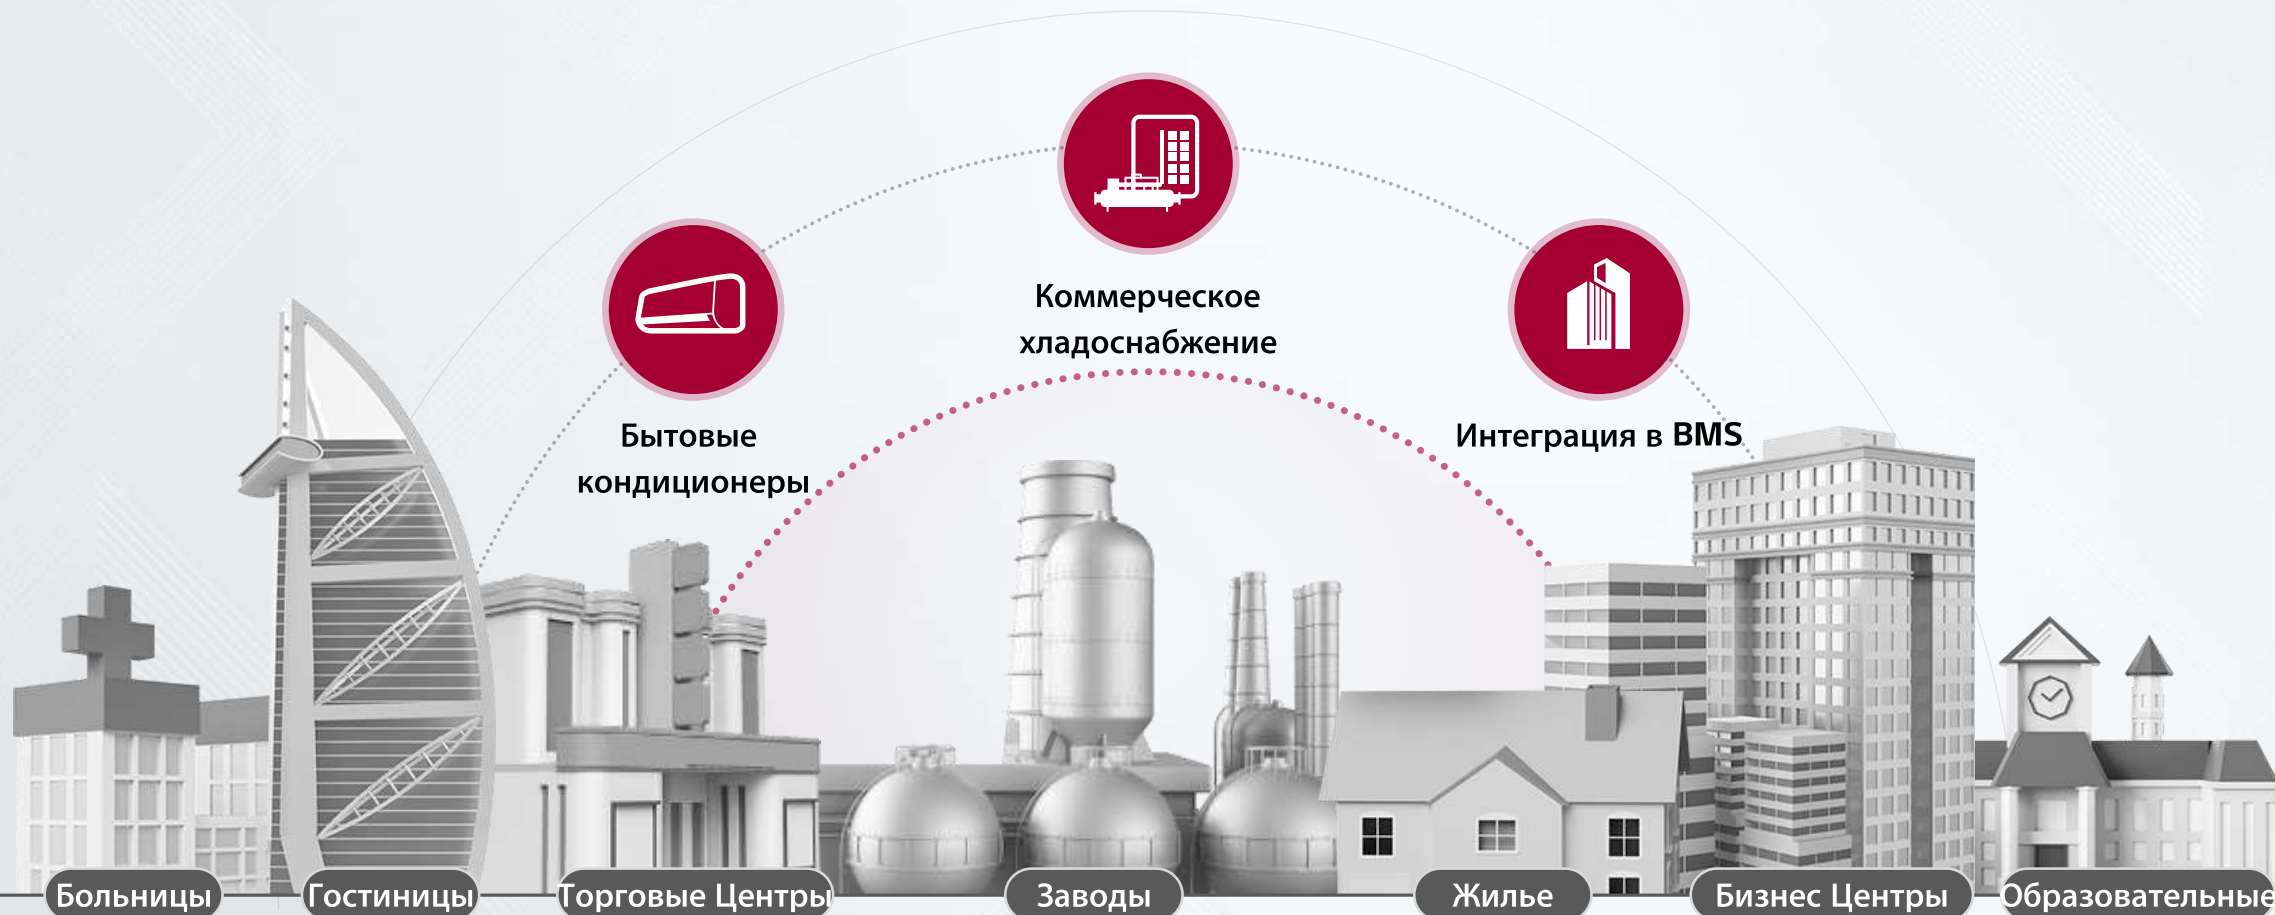 Коммерческое
хладоснабжение
Бытовые
кондиционеры
Интеграция в BMS
Больницы
Гостиницы
Торговые Центры
Заводы
Жилье
Бизнес Центры
Образовательные